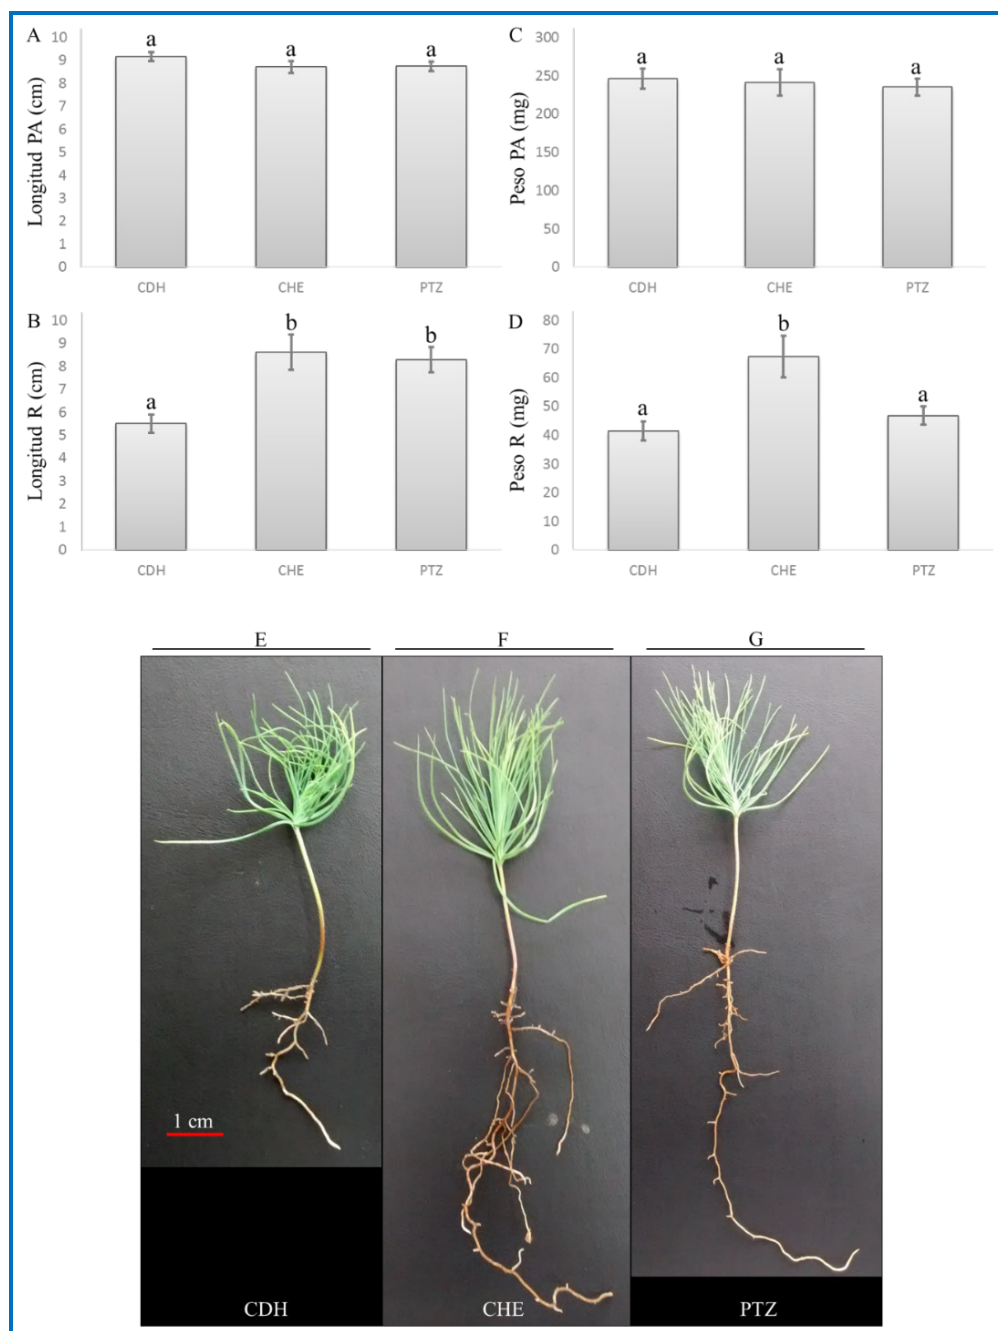 A
Longitud PA (cm)
10
9
8
7
6
5
4
3
2
1
0
a a a
CDH CHE PTZ
C
Peso PA (mg)
300
250
200
150
100
50
0
a a a
CDH CHE PTZ
B
Longitud R (cm)
10
9
8
7
6
5
4
3
2
1
0
a b b
CDH CHE PTZ
D
Peso R (mg)
80
70
60
50
40
30
20
10
0
a b a
CDH CHE PTZ
E F G
1 cm
CDH CHE PTZ